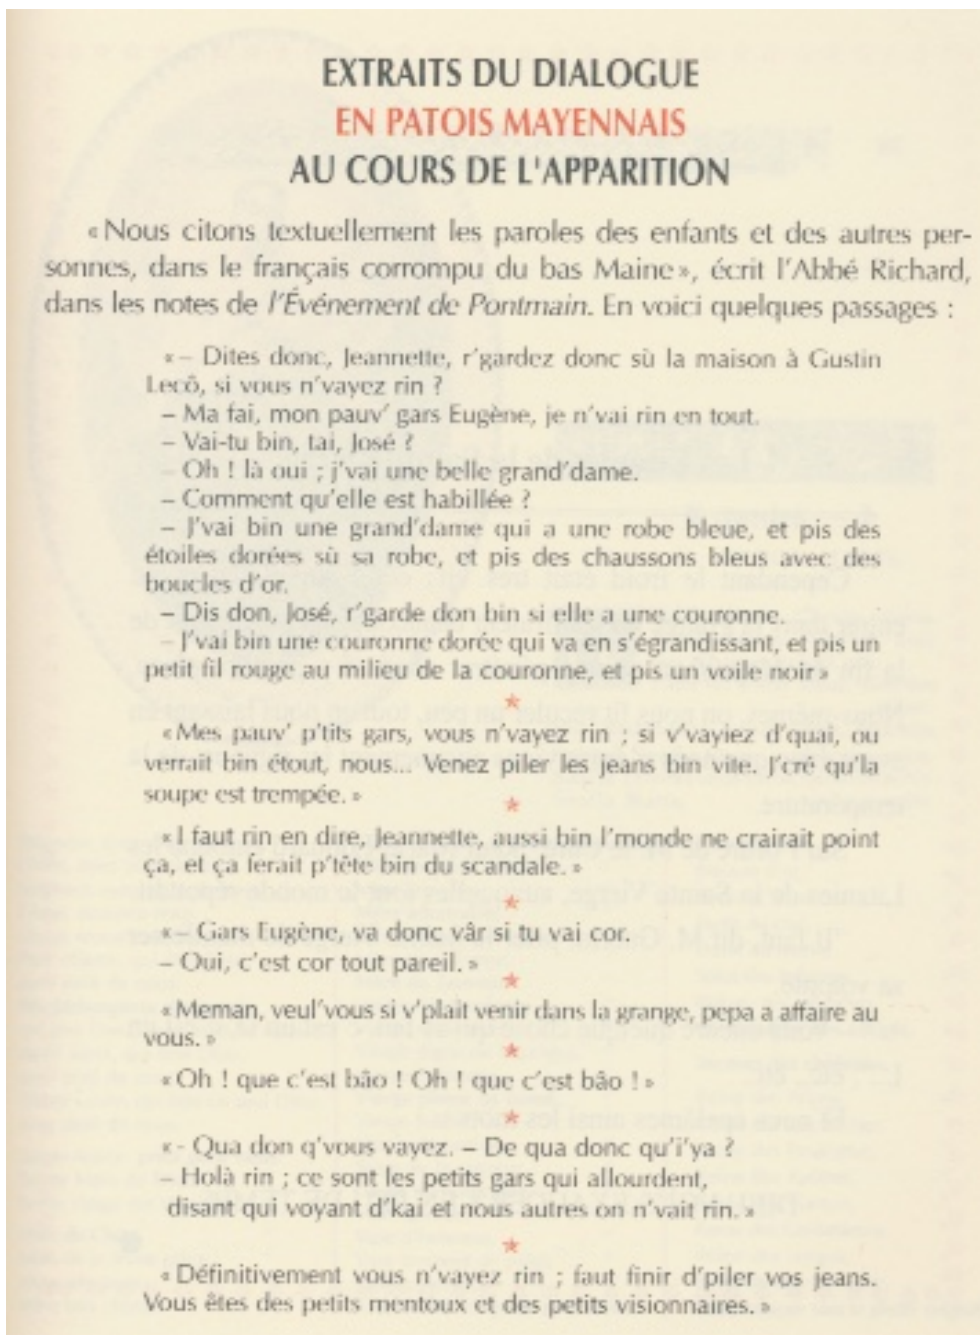 EXTRAITS DU DIALOGUE
EN PATOIS MAYENNAIS
AU COURS DE L'APPARITION
« Nous citons textuellement les paroles des enfants et des autres per-
sonnes, dans le français corrompu du bas Maine », écrit l'Abbé Richard,
dans les notes de l'Événement de Pontmain. En voici quelques passages :
« – Dites donc, Jeannette, r'gardez donc sù la maison à Gustin
Lecô, si vous n'vayez rin ?
– Ma fai, mon pauv' gars Eugène, je n'vai rin en tout.
– Vai-tu bin, tai, José ?
– Oh ! là oui ; j'vai une belle grand'dame.
– Comment qu'elle est habillée ?
– J'vai bin une grand'dame qui a une robe bleue, et pis des
étoiles dorées sù sa robe, et pis des chaussons bleus avec des
boucles d'or.
– Dis don, José, r'garde don bin si elle a une couronne.
– J'vai bin une couronne dorée qui va en s'égrandissant, et pis un
petit fil rouge au milieu de la couronne, et pis un voile noir »
« Mes pauv' p'tits gars, vous n'vayez rin ; si v'vayiez d'quai, ou
verrait bin étout, nous... Venez piler les jeans bin vite. J'cré qu'la
soupe est trempée. »
« I faut rin en dire, Jeannette, aussi bin l'monde ne crairait point
ça, et ça ferait p'tête bin du scandale. »
« – Gars Eugène, va donc vâr si tu vai cor.
– Oui, c'est cor tout pareil. »
« Meman, veul'vous si v'plait venir dans la grange, pepa a affaire au
vous. »
« Oh ! que c'est bâo ! Oh ! que c'est bâo ! »
« - Qua don q'vous vayez. – De qua donc qu'i'ya ?
– Holà rin ; ce sont les petits gars qui allourdent,
disant qui voyant d'kai et nous autres on n'vait rin. »
« Définitivement vous n'vayez rin ; faut finir d'piler vos jeans.
Vous êtes des petits mentoux et des petits visionnaires. »